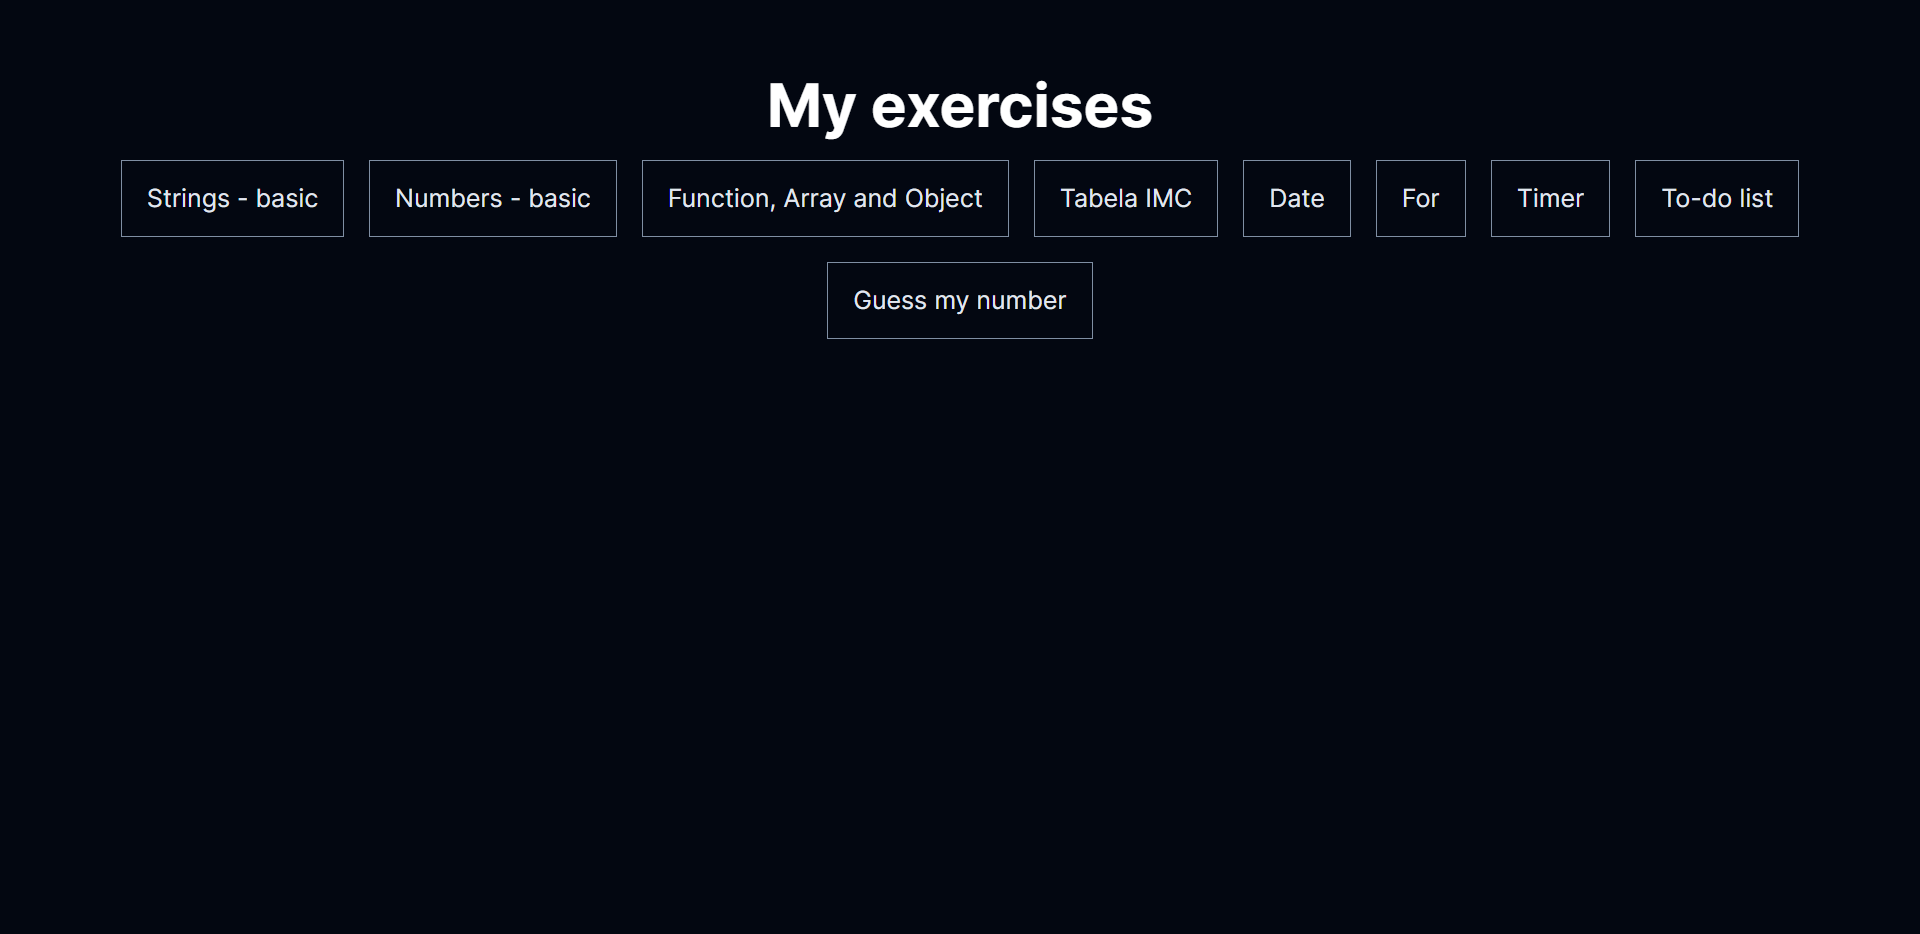 My exercises
Strings - basic Numbers - basic Function, Array and Object Tabela IMC Date For Timer To-do list
Guess my number